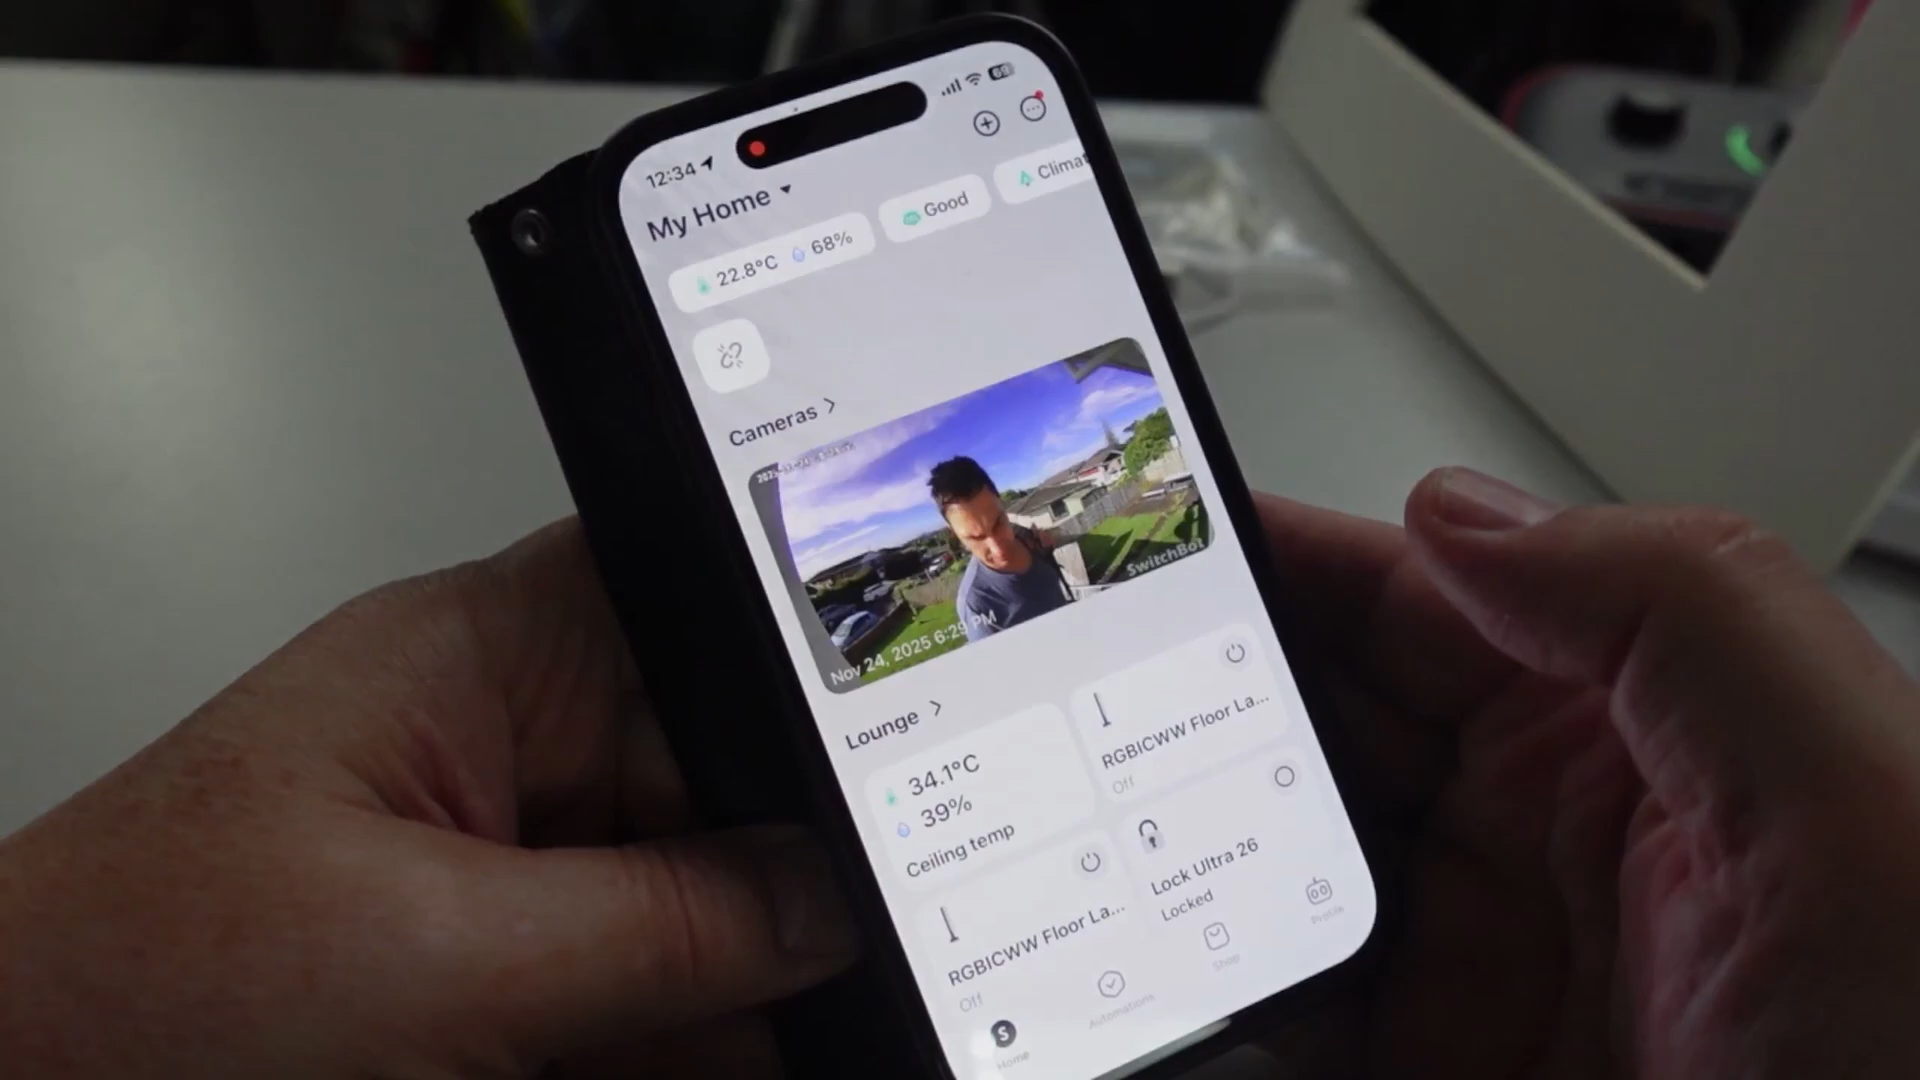 12:34
69
My Home
22.8°C 68%
Good
Climat
Cameras >
SwitchBot
Nov 24, 2025 6:29 PM
Lounge >
34.1°C
39%
Ceiling temp
RGBICWW Floor La...
Off
RGBICWW Floor La...
Off
Lock Ultra 26
Locked
S
Home
Automations
Shop
Profile